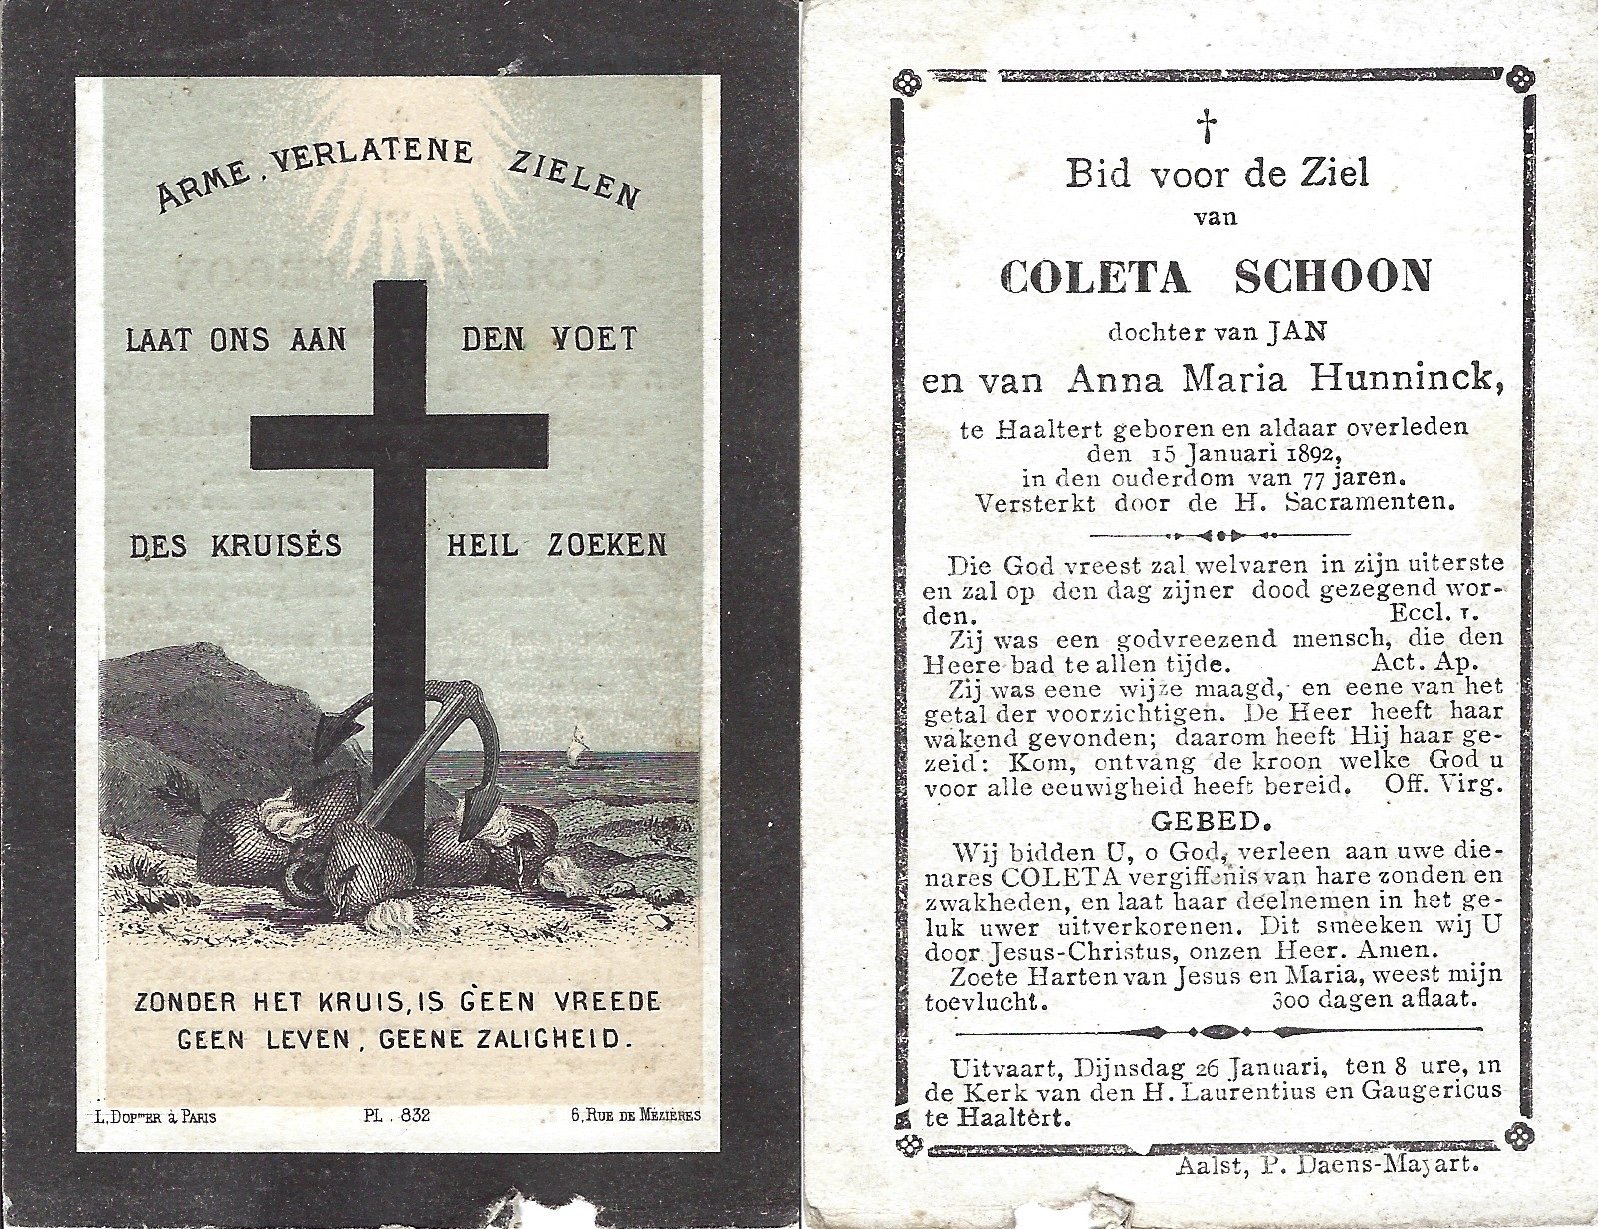 ARME, VERLATENE ZIELEN
LAAT ONS AAN DEN VOET
DES KRUISES HEIL ZOEKEN
ZONDER HET KRUIS, IS GEEN VREEDE
GEEN LEVEN, GEENE ZALIGHEID.
L. DOPTER à PARIS PL. 832 6, RUE DE MÉZIÈRES
Bid voor de Ziel
van
COLETA SCHOON
dochter van JAN
en van Anna Maria Hunninck,
te Haaltert geboren en aldaar overleden
den 15 Januari 1892,
in den ouderdom van 77 jaren.
Versterkt door de H. Sacramenten.
Die God vreest zal welvaren in zijn uiterste
en zal op den dag zijner dood gezegend wor-
den. Eccl. 1.
Zij was een godvreezend mensch, die den
Heere bad te allen tijde. Act. Ap.
Zij was eene wijze maagd, en eene van het
getal der voorzichtigen. De Heer heeft haar
wakend gevonden; daarom heeft Hij haar ge-
zeid: Kom, ontvang de kroon welke God u
voor alle eeuwigheid heeft bereid. Off. Virg.
GEBED.
Wij bidden U, o God, verleen aan uwe die-
nares COLETA vergiffenis van hare zonden en
zwakheden, en laat haar deelnemen in het ge-
luk uwer uitverkorenen. Dit smeeken wij U
door Jesus-Christus, onzen Heer. Amen.
Zoete Harten van Jesus en Maria, weest mijn
toevlucht. 300 dagen aflaat.
Uitvaart, Dijnsdag 26 Januari, ten 8 ure, in
de Kerk van den H. Laurentius en Gaugericus
te Haaltert.
Aalst, P. Daens-Mayart.